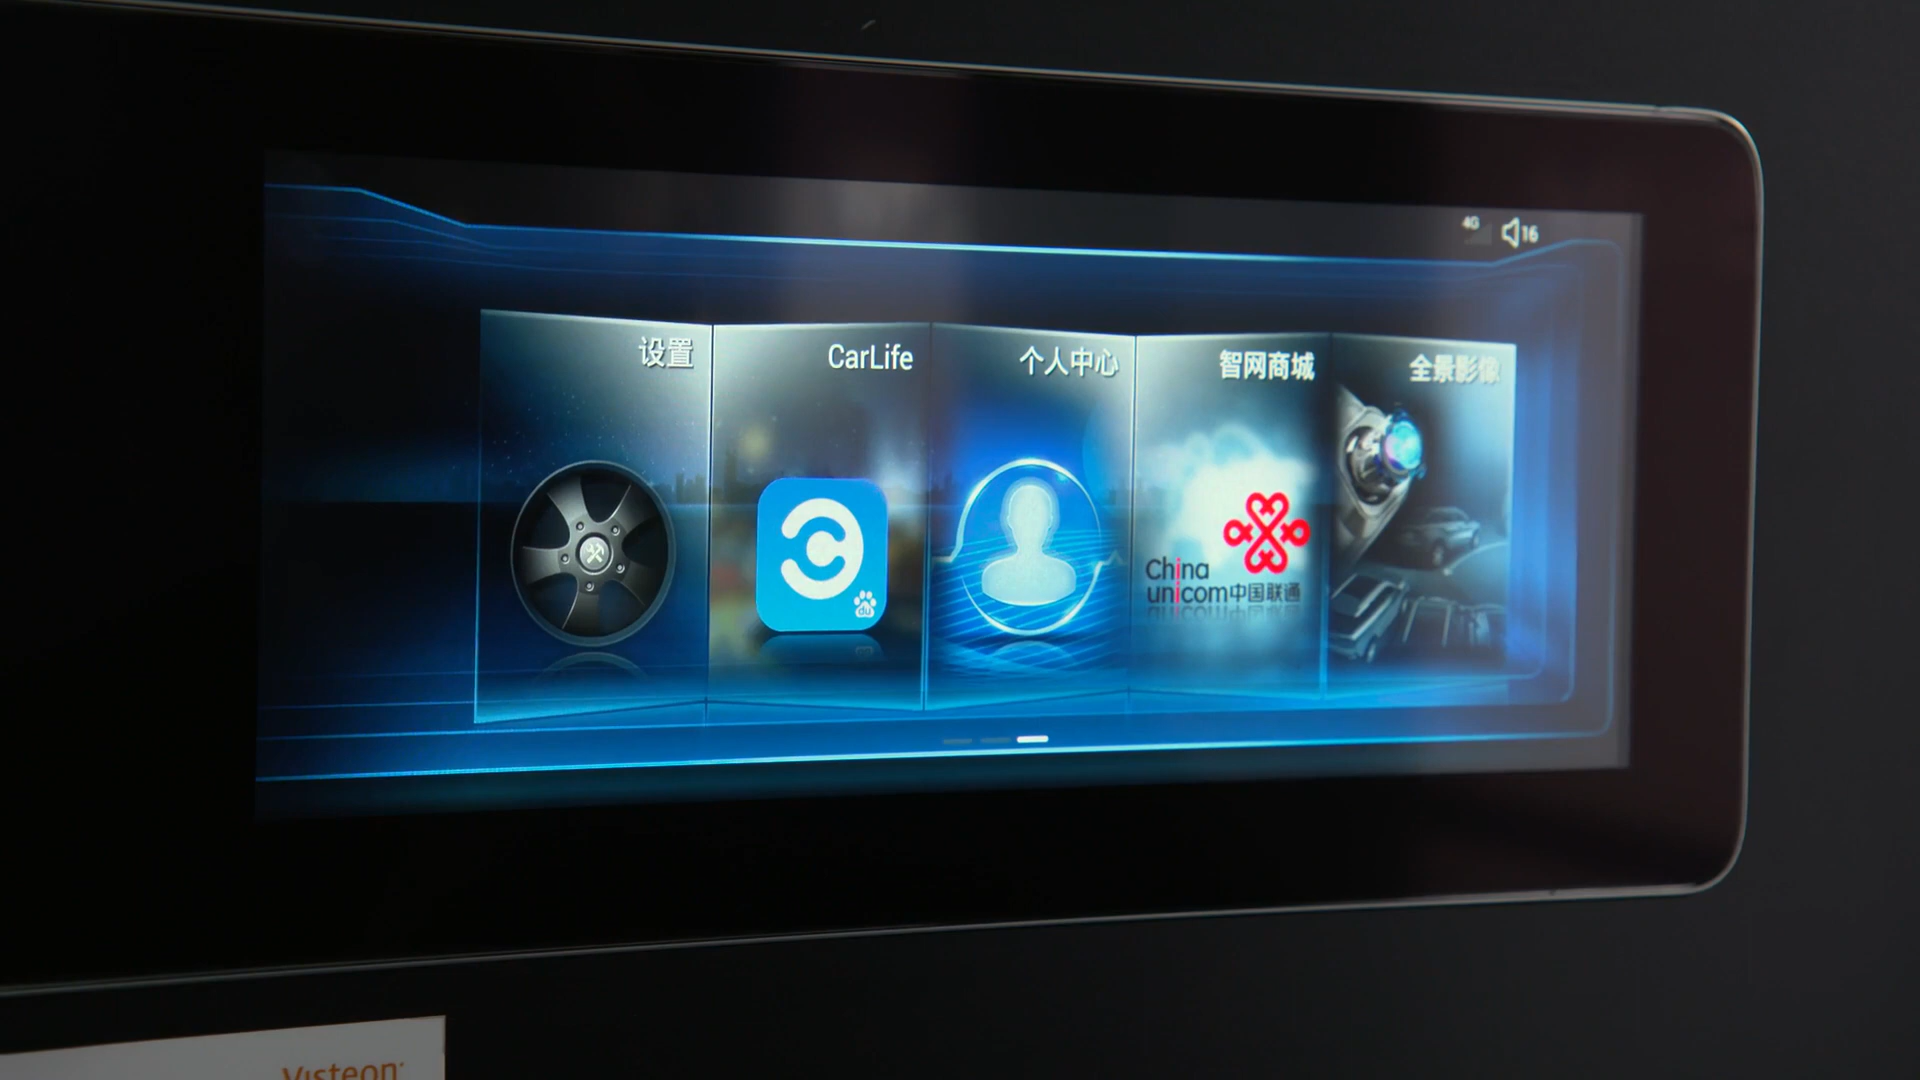 4G
16
设置
CarLife
个人中心
智网商城
全景影像
du
China
unicom中国联通
Visteon